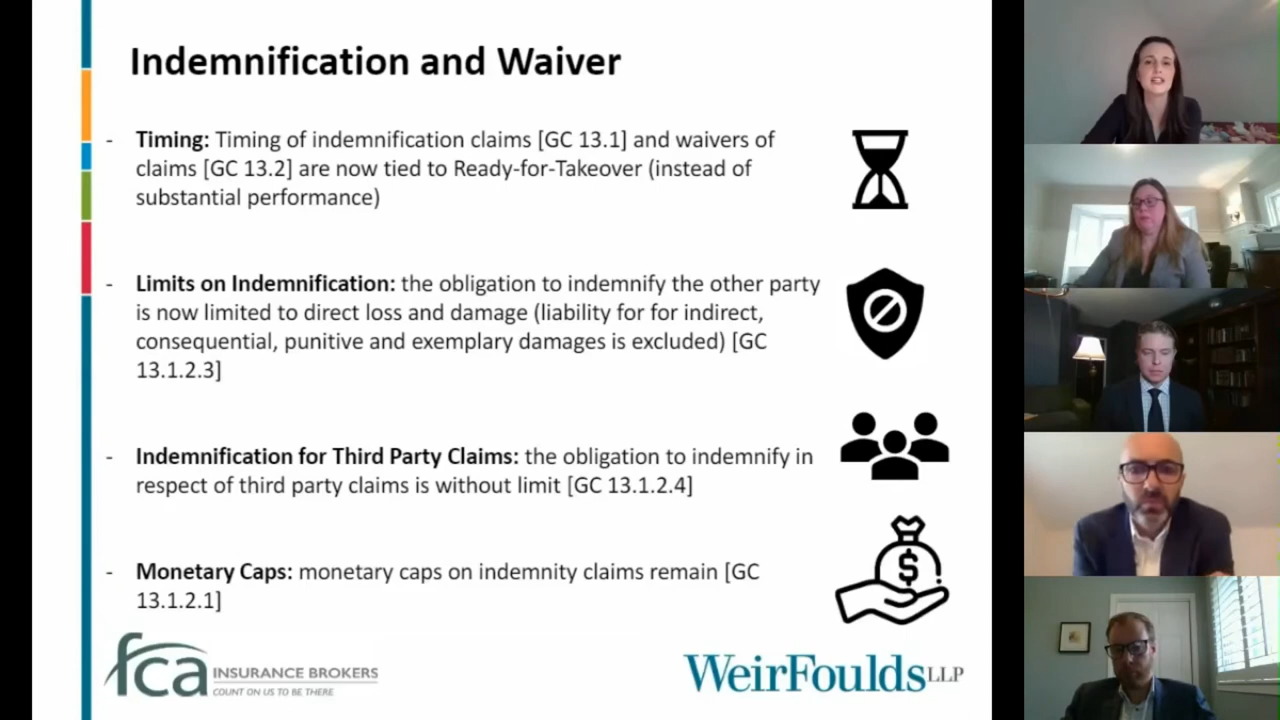 Indemnification and Waiver
- Timing: Timing of indemnification claims [GC 13.1] and waivers of
claims [GC 13.2] are now tied to Ready-for-Takeover (instead of
substantial performance)
- Limits on Indemnification: the obligation to indemnify the other party
is now limited to direct loss and damage (liability for for indirect,
consequential, punitive and exemplary damages is excluded) [GC
13.1.2.3]
- Indemnification for Third Party Claims: the obligation to indemnify in
respect of third party claims is without limit [GC 13.1.2.4]
- Monetary Caps: monetary caps on indemnity claims remain [GC
13.1.2.1]
$
fca INSURANCE BROKERS
COUNT ON US TO BE THERE
WeirFoulds LLP